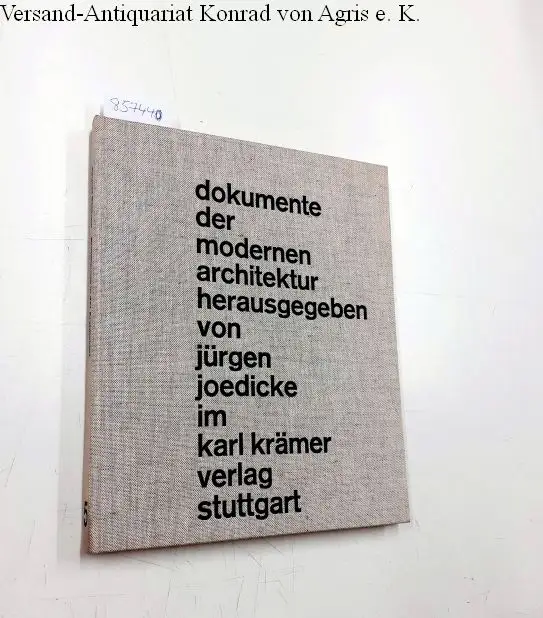 Versand-Antiquariat Konrad von Agris e. K.
857440
dokumente
der
modernen
architektur
herausgegeben
von
jürgen
joedicke
im
karl krämer
verlag
stuttgart
5